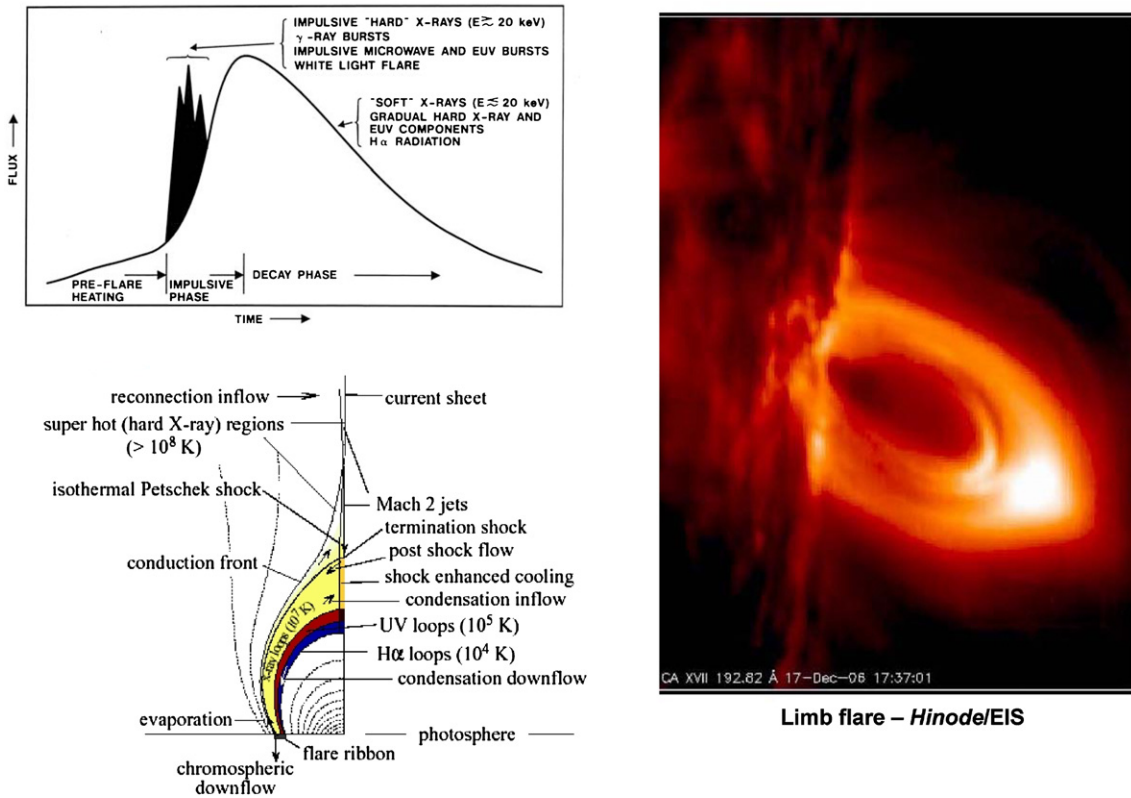 IMPULSIVE "HARD" X-RAYS (E ≳ 20 keV)
γ-RAY BURSTS
IMPULSIVE MICROWAVE AND EUV BURSTS
WHITE LIGHT FLARE
"SOFT" X-RAYS (E ≲ 20 keV)
GRADUAL HARD X-RAY AND
EUV COMPONENTS
Hα RADIATION
FLUX
PRE-FLARE
HEATING
IMPULSIVE
PHASE
DECAY PHASE
TIME
reconnection inflow
current sheet
super hot (hard X-ray) regions
(> 10⁸ K)
isothermal Petschek shock
Mach 2 jets
termination shock
post shock flow
conduction front
shock enhanced cooling
condensation inflow
X-ray loops (10⁷ K)
UV loops (10⁵ K)
Hα loops (10⁴ K)
condensation downflow
evaporation
photosphere
flare ribbon
chromospheric
downflow
CA XVII 192.82 Å 17-Dec-06 17:37:01
Limb flare – Hinode/EIS